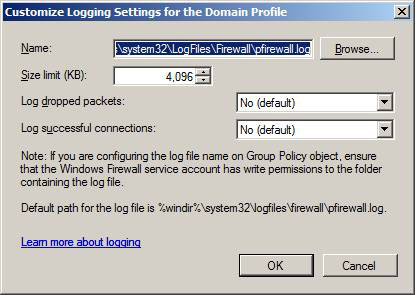 Customize Logging Settings for the Domain Profile
Name: :\system32\LogFiles\Firewall\pfirewall.log Browse...
Size limit (KB): 4,096
Log dropped packets: No (default)
Log successful connections: No (default)
Note: If you are configuring the log file name on Group Policy object, ensure
that the Windows Firewall service account has write permissions to the folder
containing the log file.
Default path for the log file is %windir%\system32\logfiles\firewall\pfirewall.log.
Learn more about logging
OK Cancel